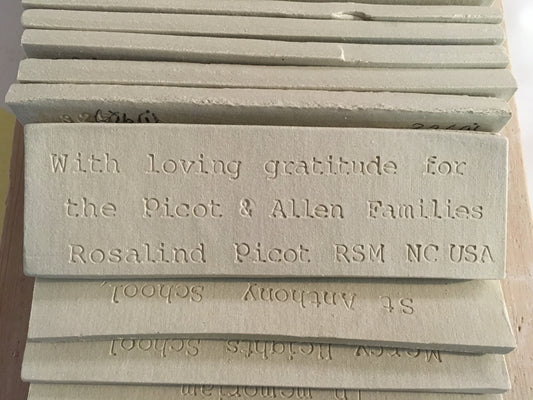 With loving gratitude for
the Picot & Allen Families
Rosalind Picot RSM NC USA
St Anthony
School,
Mercy Heights School
In memoriam